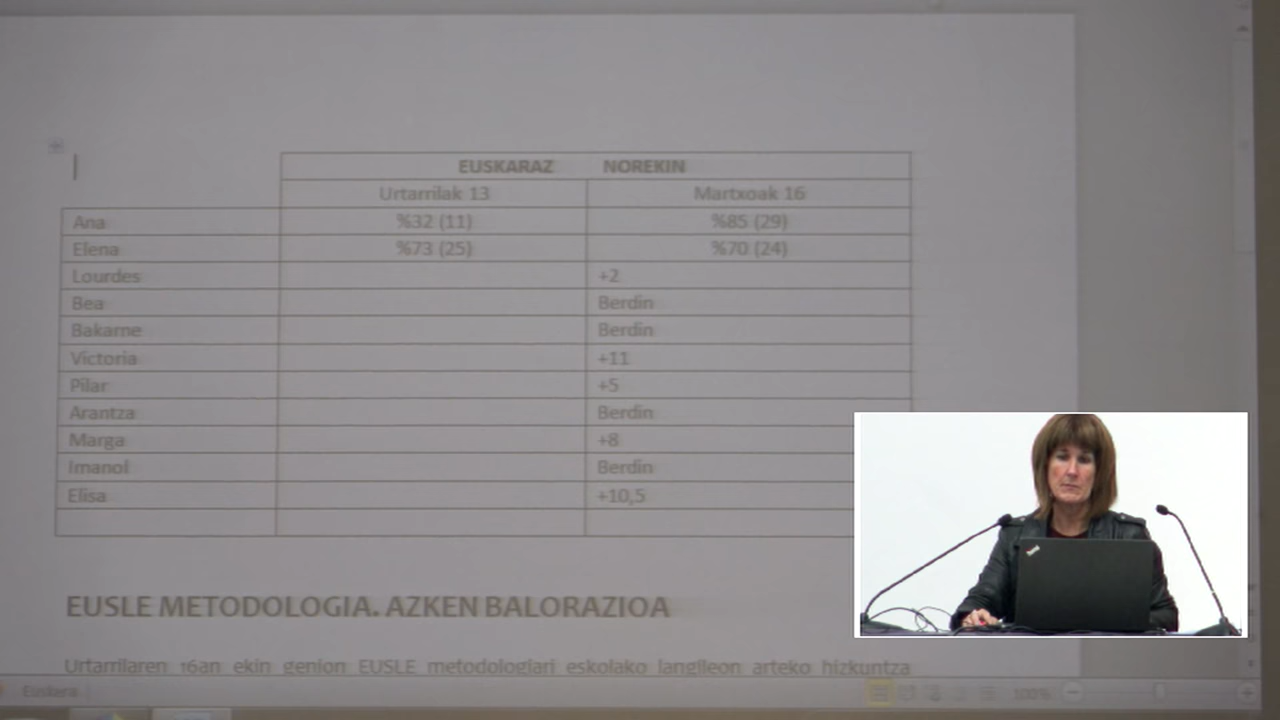 EUSKARAZ NOREKIN
Urtarrilak 13 Martxoak 16
Ana %32 (11) %85 (29)
Elena %73 (25) %70 (24)
Lourdes +2
Bea Berdin
Bakarne Berdin
Victoria +11
Pilar +5
Arantza Berdin
Marga +8
Imanol Berdin
Elisa +10,5
EUSLE METODOLOGIA. AZKEN BALORAZIOA
Urtarrilaren 16an ekin genion EUSLE metodologiari eskolako langileon arteko hizkuntza
Euskera 100%